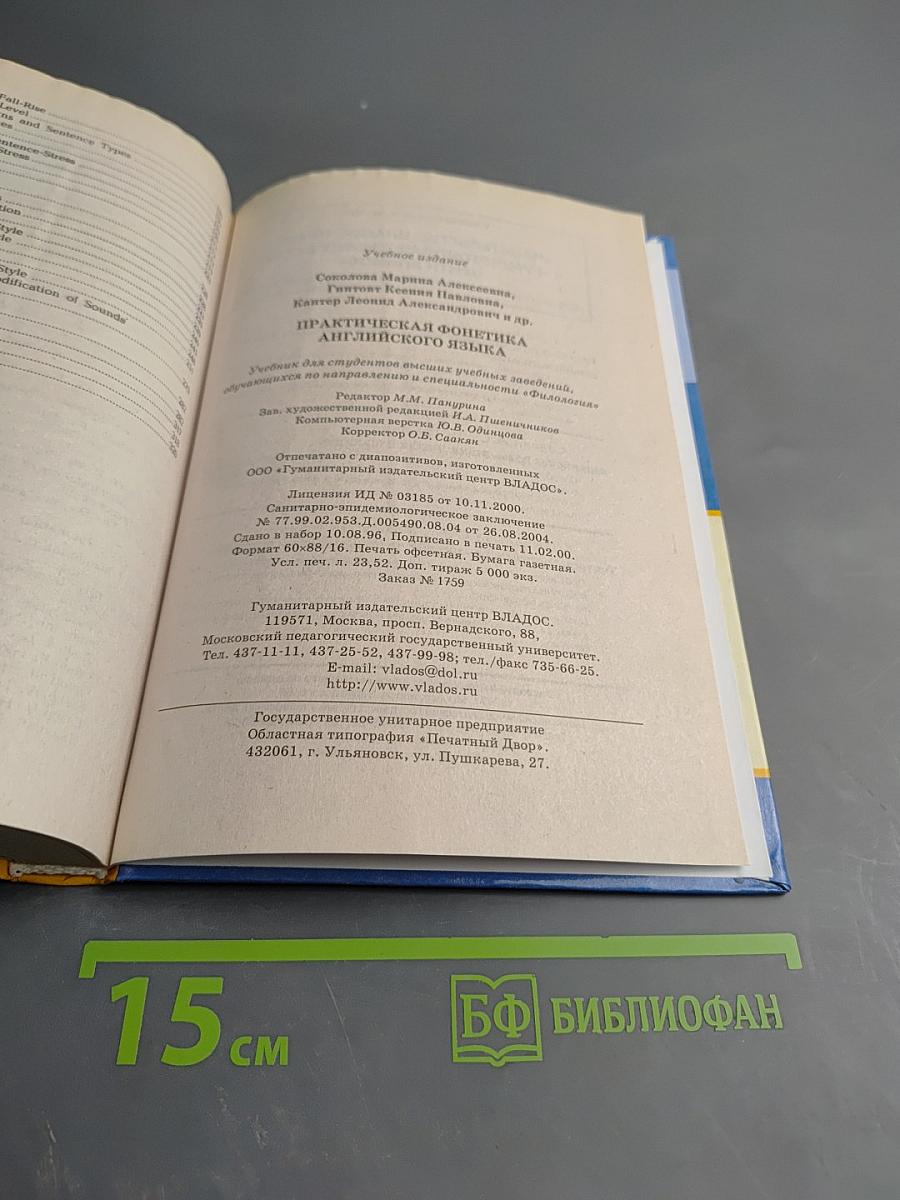 Fall-Rise
Level
ns and Sentence Types
es
entence-Stress
Stress
tion
Style
le
Style
odification of Sounds
Учебное издание
Соколова Марина Алексеевна,
Гинтовт Ксения Павловна,
Кантер Леонид Александрович и др.
ПРАКТИЧЕСКАЯ ФОНЕТИКА
АНГЛИЙСКОГО ЯЗЫКА
Учебник для студентов высших учебных заведений,
обучающихся по направлению и специальности «Филология»
Редактор М.М. Папурина
Зав. художественной редакцией И.А. Пшеничников
Компьютерная верстка Ю.В. Одинцова
Корректор О.Б. Саакян
Отпечатано с диапозитивов, изготовленных
ООО «Гуманитарный издательский центр ВЛАДОС».
Лицензия ИД № 03185 от 10.11.2000.
Санитарно-эпидемиологическое заключение
№ 77.99.02.953.Д.005490.08.04 от 26.08.2004.
Сдано в набор 10.08.96, Подписано в печать 11.02.00.
Формат 60×88/16. Печать офсетная. Бумага газетная.
Усл. печ. л. 23,52. Доп. тираж 5 000 экз.
Заказ № 1759
Гуманитарный издательский центр ВЛАДОС.
119571, Москва, просп. Вернадского, 88,
Московский педагогический государственный университет.
Тел. 437-11-11, 437-25-52, 437-99-98; тел./факс 735-66-25.
E-mail: vlados@dol.ru
http://www.vlados.ru
Государственное унитарное предприятие
Областная типография «Печатный Двор».
432061, г. Ульяновск, ул. Пушкарева, 27.
15 см
БФ БИБЛИОФАН